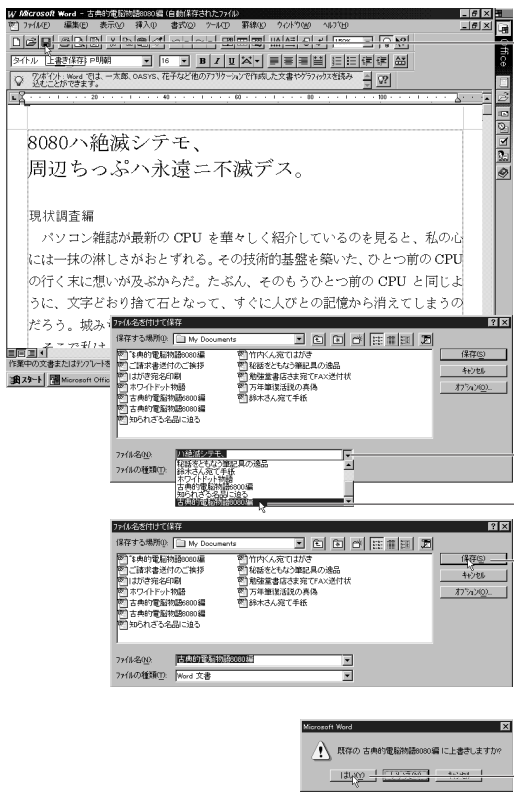 Microsoft Word - 古典的電脳物語8080編 (自動保存されたファイル)
ファイル(F) 編集(E) 表示(V) 挿入(I) 書式(O) ツール(T) 罫線(A) ウィンドウ(W) ヘルプ(H)
タイトル 上書き保存 P明朝 16 B I U
ワンポイント: Word では、一太郎、OASYS、花子など他のアプリケーションで作成した文書やグラフィックスを読み
込むことができます。
20 40 60 80 100
Office
8080ハ絶滅シテモ、
周辺ちっぷハ永遠ニ不滅デス。
現状調査編
パソコン雑誌が最新の CPU を華々しく紹介しているのを見ると、私の心
には一抹の淋しさがおとずれる。その技術的基盤を築いた、ひとつ前の CPU
の行く末に想いが及ぶからだ。たぶん、そのもうひとつ前の CPU と同じよ
うに、文字どおり捨て石となって、すぐに人びとの記憶から消えてしまうの
だろう。城み
そこで私は
作業中の文書またはテンプレートを
スタート Microsoft Offic
ファイル名を付けて保存
保存する場所(I): My Documents
古典的電脳物語8080編 竹内くん宛てはがき
ご請求書送付のご挨拶 秘話をともなう筆記具の逸品
はがき宛名印刷 勉強堂書店さま宛てFAX送付状
ホワイトドット物語 万年筆復活説の真偽
古典的電脳物語6800編 鈴木さん宛て手紙
古典的電脳物語8080編
知られざる名品に迫る
保存(S)
キャンセル
オプション(O)...
ファイル名(N): ハ絶滅シテモ、
ファイルの種類(T):
秘話をともなう筆記具の逸品
鈴木さん宛て手紙
ホワイトドット物語
古典的電脳物語6800編
知られざる名品に迫る
古典的電脳物語8080編
ファイル名を付けて保存
保存する場所(I): My Documents
古典的電脳物語8080編 竹内くん宛てはがき
ご請求書送付のご挨拶 秘話をともなう筆記具の逸品
はがき宛名印刷 勉強堂書店さま宛てFAX送付状
ホワイトドット物語 万年筆復活説の真偽
古典的電脳物語6800編 鈴木さん宛て手紙
古典的電脳物語8080編
知られざる名品に迫る
保存(S)
キャンセル
オプション(O)...
ファイル名(N): 古典的電脳物語8080編
ファイルの種類(T): Word 文書
Microsoft Word
既存の 古典的電脳物語8080編 に上書きしますか?
はい(Y) いいえ(N) キャンセル